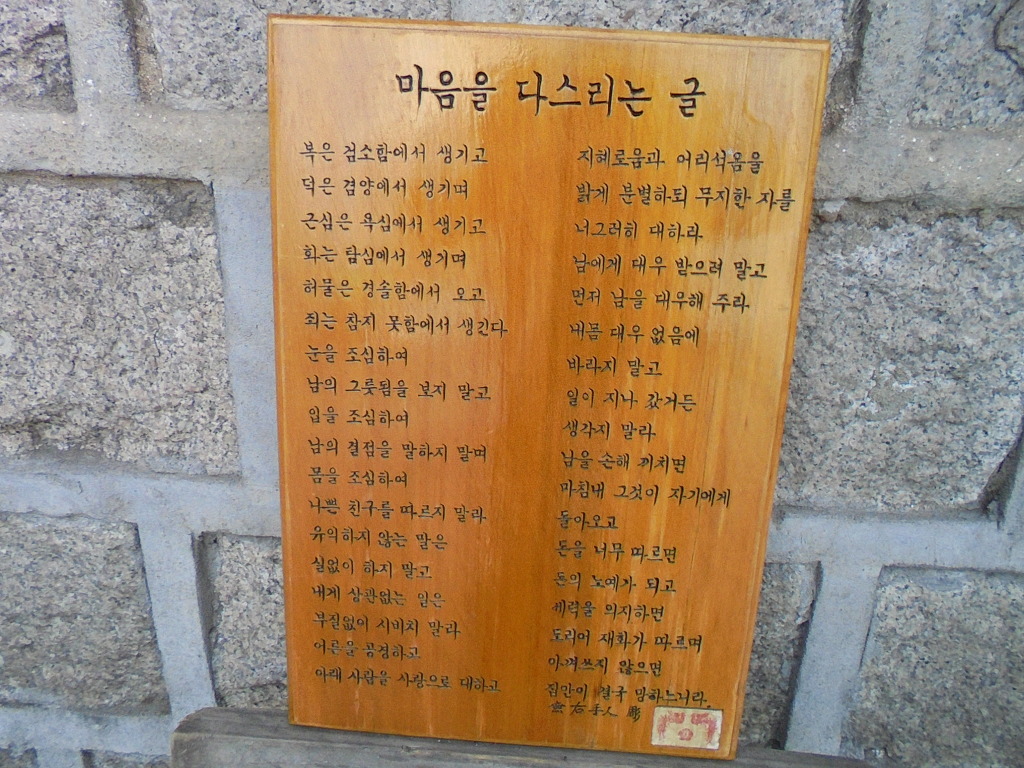 마음을 다스리는 글
복은 검소함에서 생기고
덕은 겸양에서 생기며
근심은 욕심에서 생기고
화는 탐심에서 생기며
허물은 경솔함에서 오고
죄는 참지 못함에서 생긴다
눈을 조심하여
남의 그릇됨을 보지 말고
입을 조심하여
남의 결점을 말하지 말며
몸을 조심하여
나쁜 친구를 따르지 말라
유익하지 않는 말은
실없이 하지 말고
내게 상관없는 일은
부질없이 시비치 말라
어른을 공경하고
아래 사람을 사랑으로 대하고
지혜로움과 어리석음을
밝게 분별하되 무지한 자를
너그러히 대하라
남에게 대우 받으려 말고
먼저 남을 대우해 주라
내몸 대우 없음에
바라지 말고
일이 지나 갔거든
생각지 말라
남을 손해 끼치면
마침내 그것이 자기에게
돌아오고
돈을 너무 따르면
돈의 노예가 되고
세력을 의지하면
도리어 재화가 따르며
아껴쓰지 않으면
집안이 결국 망하느니라.
右手人